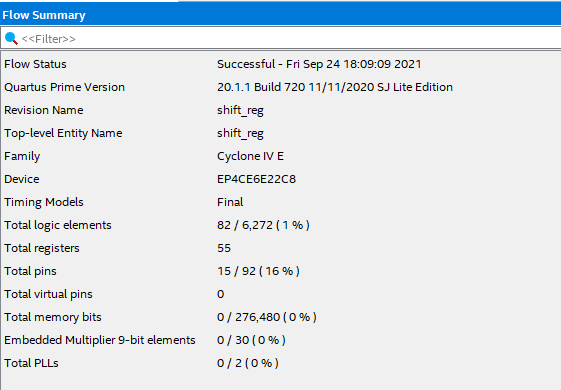 Flow Summary
<<Filter>>
Flow Status Successful - Fri Sep 24 18:09:09 2021
Quartus Prime Version 20.1.1 Build 720 11/11/2020 SJ Lite Edition
Revision Name shift_reg
Top-level Entity Name shift_reg
Family Cyclone IV E
Device EP4CE6E22C8
Timing Models Final
Total logic elements 82 / 6,272 ( 1 % )
Total registers 55
Total pins 15 / 92 ( 16 % )
Total virtual pins 0
Total memory bits 0 / 276,480 ( 0 % )
Embedded Multiplier 9-bit elements 0 / 30 ( 0 % )
Total PLLs 0 / 2 ( 0 % )